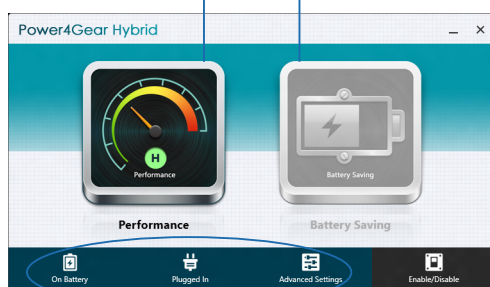 Power4Gear Hybrid
H
Performance
Battery Saving
Performance
Battery Saving
On Battery
Plugged In
Advanced Settings
Enable/Disable